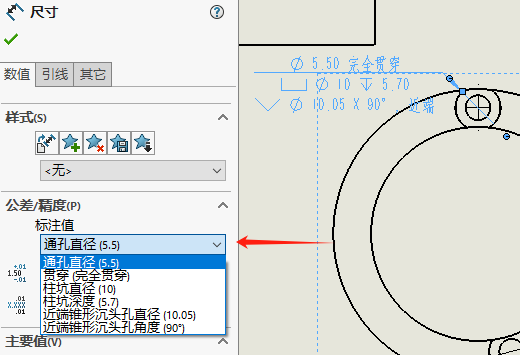 尺寸
?
数值 引线 其它
样式(S)
<无>
公差/精度(P)
标注值
通孔直径 (5.5)
通孔直径 (5.5)
贯穿 (完全贯穿)
柱坑直径 (10)
柱坑深度 (5.7)
近端锥形沉头孔直径 (10.05)
近端锥形沉头孔角度 (90°)
+.01
1.50
-.01
.01
X.XXX
.01
主要值(V)
∅ 5.50 完全贯穿
⌴ ∅ 10 ↧ 5.70
⌵ ∅ 10.05 X 90°, 近端